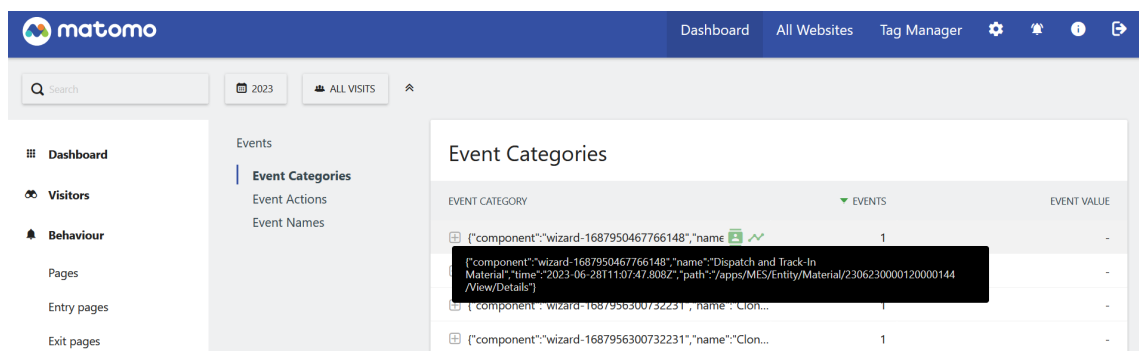 matomo
Dashboard All Websites Tag Manager
Search
2023
ALL VISITS
Dashboard
Visitors
Behaviour
Pages
Entry pages
Exit pages
Events
Event Categories
Event Actions
Event Names
Event Categories
EVENT CATEGORY EVENTS EVENT VALUE
{"component":"wizard-1687950467766148","name 1 -
{"component":"wizard-1687950467766148","name":"Dispatch and Track-In
Material","time":"2023-06-28T11:07:47.808Z","path":"/apps/MES/Entity/Material/2306230000120000144
/View/Details"}
-
{"component":"wizard-1687956300732231","name":"Clon... 1 -
{"component":"wizard-1687956300732231","name":"Clon... 1 -